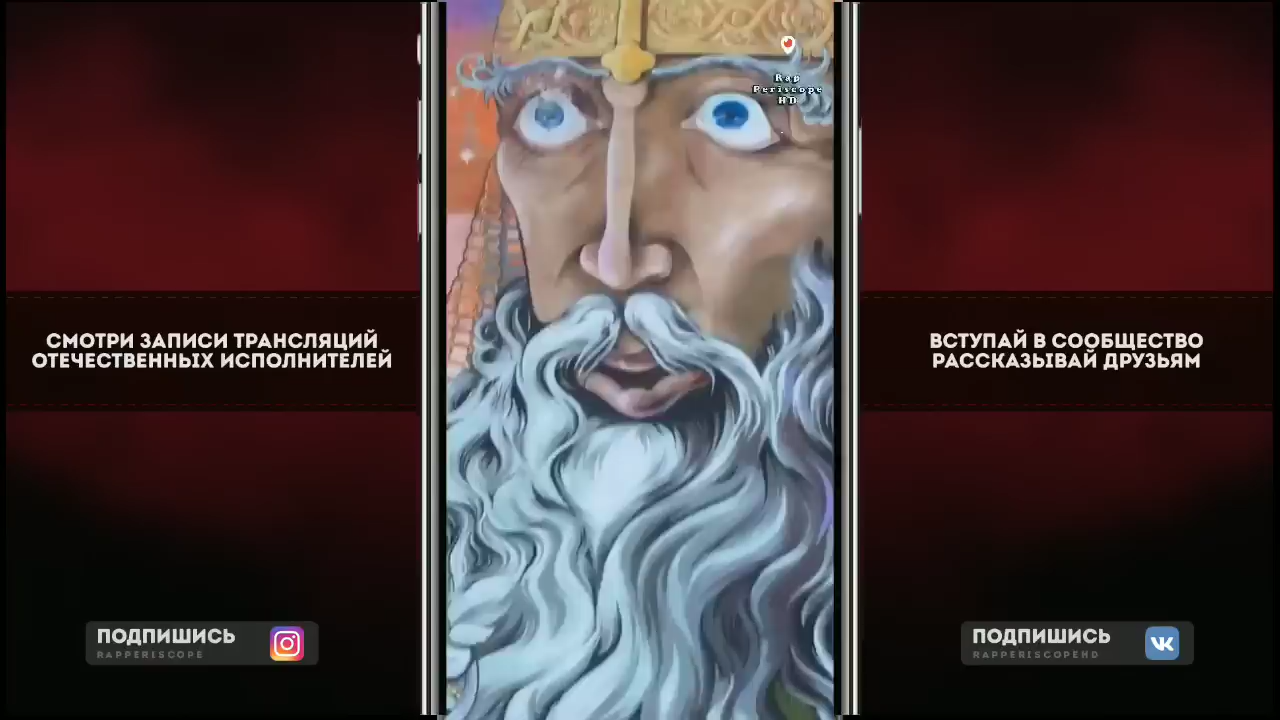 Rap
Periscope
HD
СМОТРИ ЗАПИСИ ТРАНСЛЯЦИЙ
ОТЕЧЕСТВЕННЫХ ИСПОЛНИТЕЛЕЙ
ВСТУПАЙ В СООБЩЕСТВО
РАССКАЗЫВАЙ ДРУЗЬЯМ
ПОДПИШИСЬ
RAPPERISCOPE
ПОДПИШИСЬ
RAPPERISCOPEHD